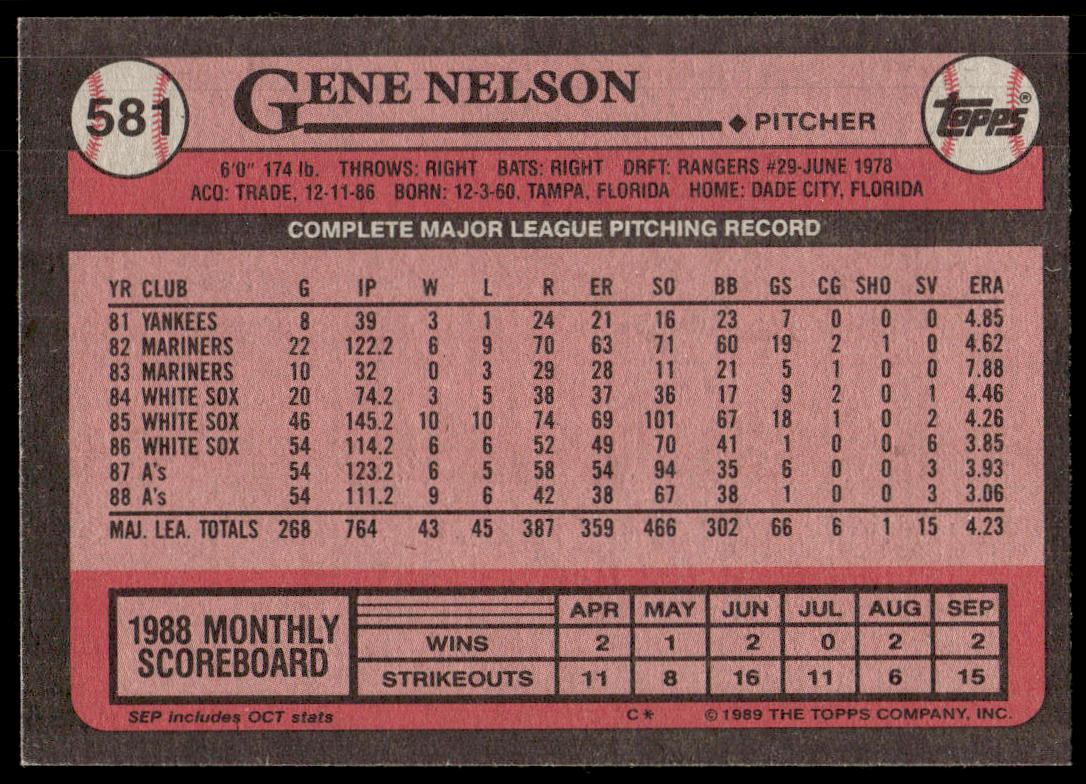 581
GENE NELSON
TOPPS®
◆ PITCHER
6'0" 174 lb. THROWS: RIGHT BATS: RIGHT DRFT: RANGERS #29-JUNE 1978
ACQ: TRADE, 12-11-86 BORN: 12-3-60, TAMPA, FLORIDA HOME: DADE CITY, FLORIDA
COMPLETE MAJOR LEAGUE PITCHING RECORD
YR CLUB G IP W L R ER SO BB GS CG SHO SV ERA
81 YANKEES 8 39 3 1 24 21 16 23 7 0 0 0 4.85
82 MARINERS 22 122.2 6 9 70 63 71 60 19 2 1 0 4.62
83 MARINERS 10 32 0 3 29 28 11 21 5 1 0 0 7.88
84 WHITE SOX 20 74.2 3 5 38 37 36 17 9 2 0 1 4.46
85 WHITE SOX 46 145.2 10 10 74 69 101 67 18 1 0 2 4.26
86 WHITE SOX 54 114.2 6 6 52 49 70 41 1 0 0 6 3.85
87 A's 54 123.2 6 5 58 54 94 35 6 0 0 3 3.93
88 A's 54 111.2 9 6 42 38 67 38 1 0 0 3 3.06
MAJ. LEA. TOTALS 268 764 43 45 387 359 466 302 66 6 1 15 4.23
1988 MONTHLY
SCOREBOARD
APR MAY JUN JUL AUG SEP
WINS 2 1 2 0 2 2
STRIKEOUTS 11 8 16 11 6 15
SEP includes OCT stats C* ©1989 THE TOPPS COMPANY, INC.